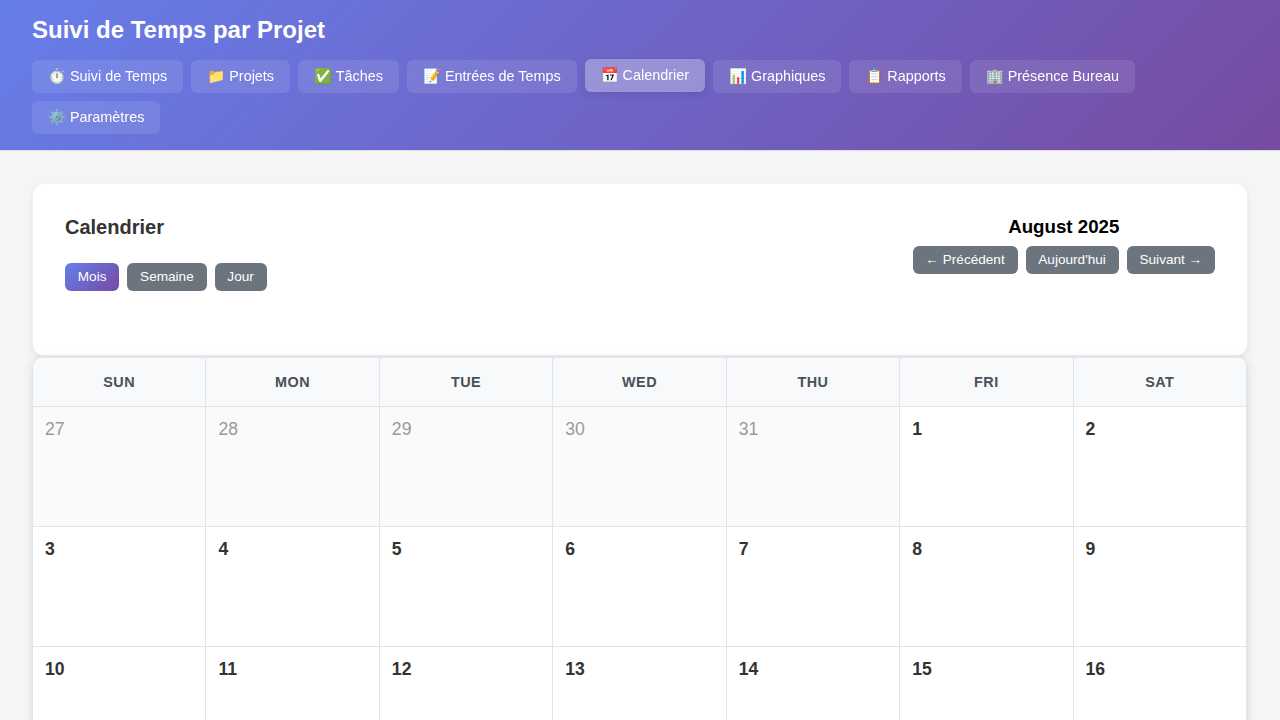 Suivi de Temps par Projet
⏱️ Suivi de Temps 📁 Projets ✅ Tâches 📝 Entrées de Temps 📅 Calendrier 📊 Graphiques 📋 Rapports 🏢 Présence Bureau
⚙️ Paramètres
Calendrier
August 2025
← Précédent Aujourd'hui Suivant →
Mois Semaine Jour
SUN MON TUE WED THU FRI SAT
27 28 29 30 31 1 2
3 4 5 6 7 8 9
10 11 12 13 14 15 16